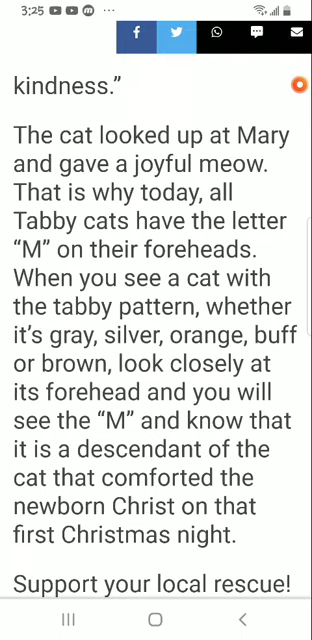 3:25
kindness.”
The cat looked up at Mary
and gave a joyful meow.
That is why today, all
Tabby cats have the letter
“M” on their foreheads.
When you see a cat with
the tabby pattern, whether
it’s gray, silver, orange, buff
or brown, look closely at
its forehead and you will
see the “M” and know that
it is a descendant of the
cat that comforted the
newborn Christ on that
first Christmas night.
Support your local rescue!